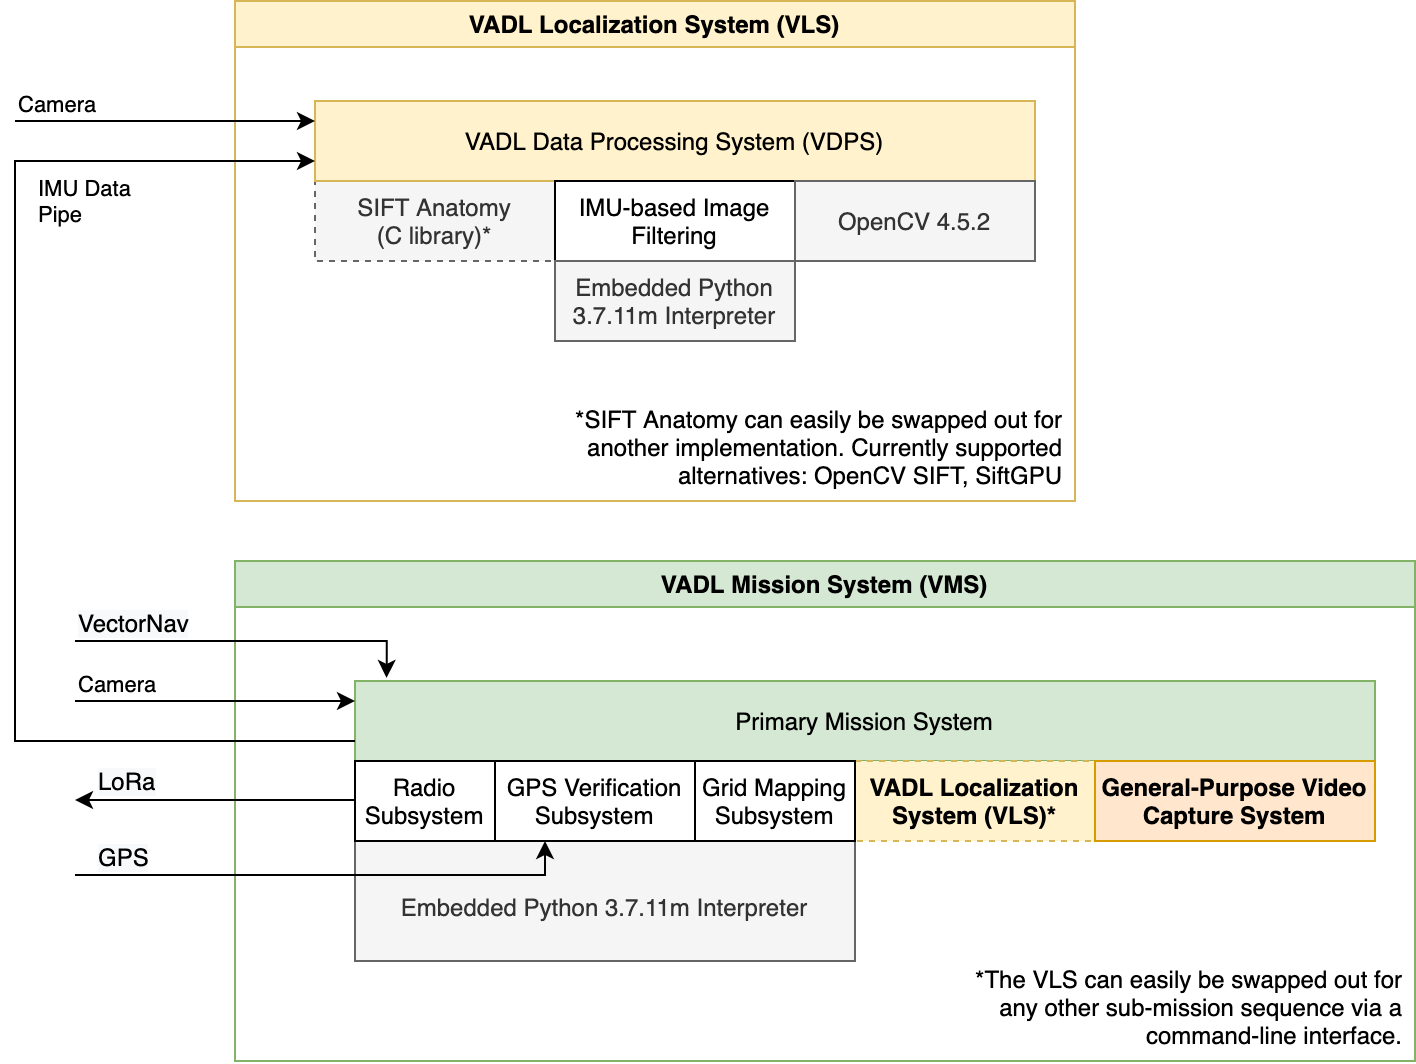 VADL Localization System (VLS)
Camera
VADL Data Processing System (VDPS)
IMU Data
Pipe
SIFT Anatomy
(C library)*
IMU-based Image
Filtering
OpenCV 4.5.2
Embedded Python
3.7.11m Interpreter
*SIFT Anatomy can easily be swapped out for
another implementation. Currently supported
alternatives: OpenCV SIFT, SiftGPU
VADL Mission System (VMS)
VectorNav
Camera
Primary Mission System
LoRa
Radio
Subsystem
GPS Verification
Subsystem
Grid Mapping
Subsystem
VADL Localization
System (VLS)*
General-Purpose Video
Capture System
GPS
Embedded Python 3.7.11m Interpreter
*The VLS can easily be swapped out for
any other sub-mission sequence via a
command-line interface.